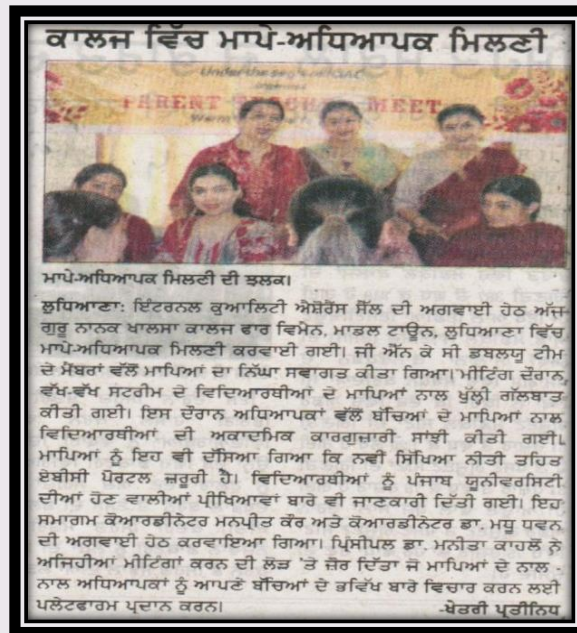 ਕਾਲਜ ਵਿੱਚ ਮਾਪੇ-ਅਧਿਆਪਕ ਮਿਲਣੀ
Under the
PARENT MEET
ਮਾਪੇ-ਅਧਿਆਪਕ ਮਿਲਣੀ ਦੀ ਝਲਕ।
ਲੁਧਿਆਣਾ: ਇੰਟਰਨਲ ਕੁਆਲਿਟੀ ਐਸ਼ੋਰੈਂਸ ਸੈੱਲ ਦੀ ਅਗਵਾਈ ਹੇਠ ਅੱਜ
ਗੁਰੂ ਨਾਨਕ ਖਾਲਸਾ ਕਾਲਜ ਫਾਰ ਵਿਮੈਨ, ਮਾਡਲ ਟਾਊਨ, ਲੁਧਿਆਣਾ ਵਿੱਚ
ਮਾਪੇ-ਅਧਿਆਪਕ ਮਿਲਣੀ ਕਰਵਾਈ ਗਈ। ਜੀ ਐੱਨ ਕੇ ਸੀ ਡਬਲਯੂ ਟੀਮ
ਦੇ ਮੈਂਬਰਾਂ ਵੱਲੋਂ ਮਾਪਿਆਂ ਦਾ ਨਿੱਘਾ ਸਵਾਗਤ ਕੀਤਾ ਗਿਆ। ਮੀਟਿੰਗ ਦੌਰਾਨ
ਵੱਖ-ਵੱਖ ਸਟਰੀਮ ਦੇ ਵਿਦਿਆਰਥੀਆਂ ਦੇ ਮਾਪਿਆਂ ਨਾਲ ਖੁੱਲ੍ਹੀ ਗੱਲਬਾਤ
ਕੀਤੀ ਗਈ। ਇਸ ਦੌਰਾਨ ਅਧਿਆਪਕਾਂ ਵੱਲੋਂ ਬੱਚਿਆਂ ਦੇ ਮਾਪਿਆਂ ਨਾਲ
ਵਿਦਿਆਰਥੀਆਂ ਦੀ ਅਕਾਦਮਿਕ ਕਾਰਗੁਜ਼ਾਰੀ ਸਾਂਝੀ ਕੀਤੀ ਗਈ।
ਮਾਪਿਆਂ ਨੂੰ ਇਹ ਵੀ ਦੱਸਿਆ ਗਿਆ ਕਿ ਨਵੀਂ ਸਿੱਖਿਆ ਨੀਤੀ ਤਹਿਤ
ਏਬੀਸੀ ਪੋਰਟਲ ਜ਼ਰੂਰੀ ਹੈ। ਵਿਦਿਆਰਥੀਆਂ ਨੂੰ ਪੰਜਾਬ ਯੂਨੀਵਰਸਿਟੀ
ਦੀਆਂ ਹੋਣ ਵਾਲੀਆਂ ਪ੍ਰੀਖਿਆਵਾਂ ਬਾਰੇ ਵੀ ਜਾਣਕਾਰੀ ਦਿੱਤੀ ਗਈ। ਇਹ
ਸਮਾਗਮ ਕੋਆਰਡੀਨੇਟਰ ਮਨਪ੍ਰੀਤ ਕੌਰ ਅਤੇ ਕੋਆਰਡੀਨੇਟਰ ਡਾ. ਮਧੂ ਧਵਨ
ਦੀ ਅਗਵਾਈ ਹੇਠ ਕਰਵਾਇਆ ਗਿਆ। ਪ੍ਰਿੰਸੀਪਲ ਡਾ. ਮਨੀਤਾ ਕਾਹਲੋਂ ਨੇ
ਅਜਿਹੀਆਂ ਮੀਟਿੰਗਾਂ ਕਰਨ ਦੀ ਲੋੜ 'ਤੇ ਜ਼ੋਰ ਦਿੱਤਾ ਜੋ ਮਾਪਿਆਂ ਦੇ ਨਾਲ -
ਨਾਲ ਅਧਿਆਪਕਾਂ ਨੂੰ ਆਪਣੇ ਬੱਚਿਆਂ ਦੇ ਭਵਿੱਖ ਬਾਰੇ ਵਿਚਾਰ ਕਰਨ ਲਈ
ਪਲੇਟਫਾਰਮ ਪ੍ਰਦਾਨ ਕਰਨ। -ਖੇਤਰੀ ਪ੍ਰਤੀਨਿਧ